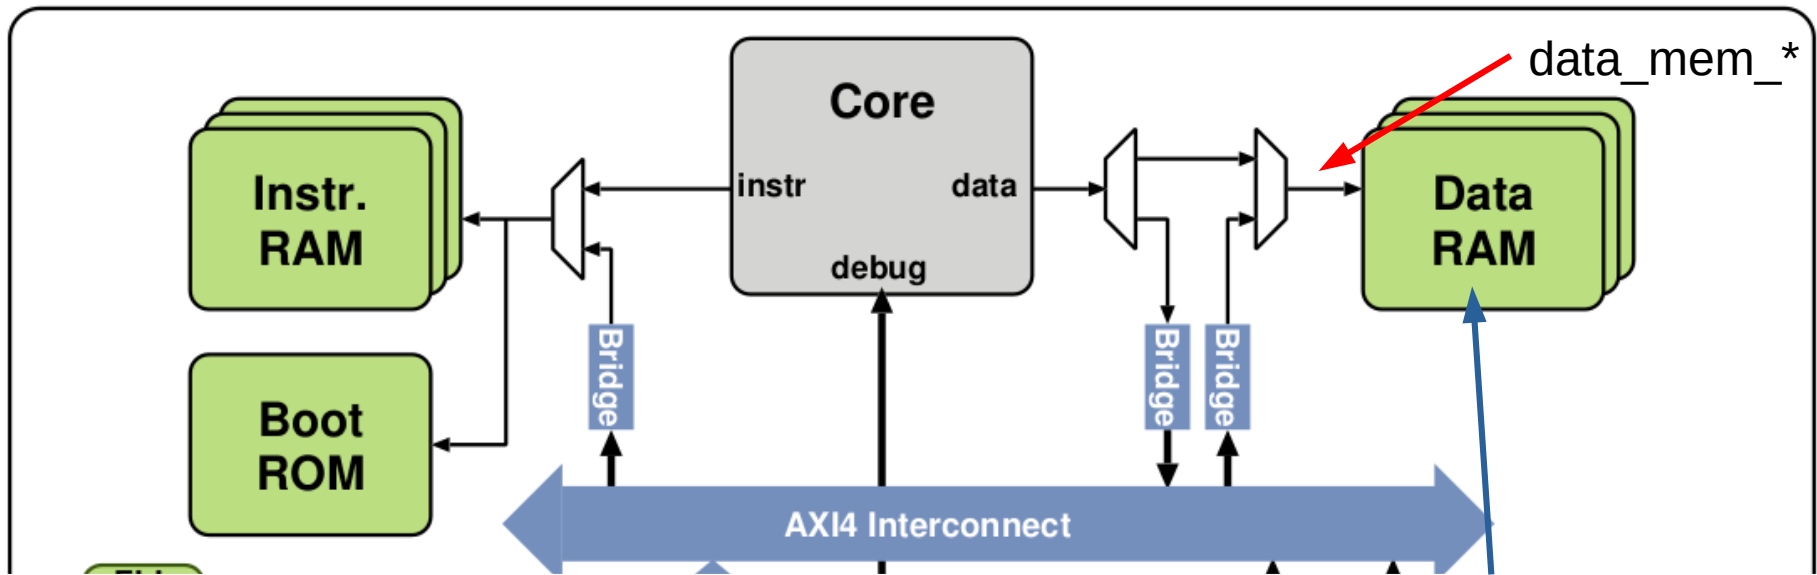 data_mem_*
Core
instr
data
debug
Instr.
RAM
Data
RAM
Boot
ROM
Bridge
Bridge
Bridge
AXI4 Interconnect